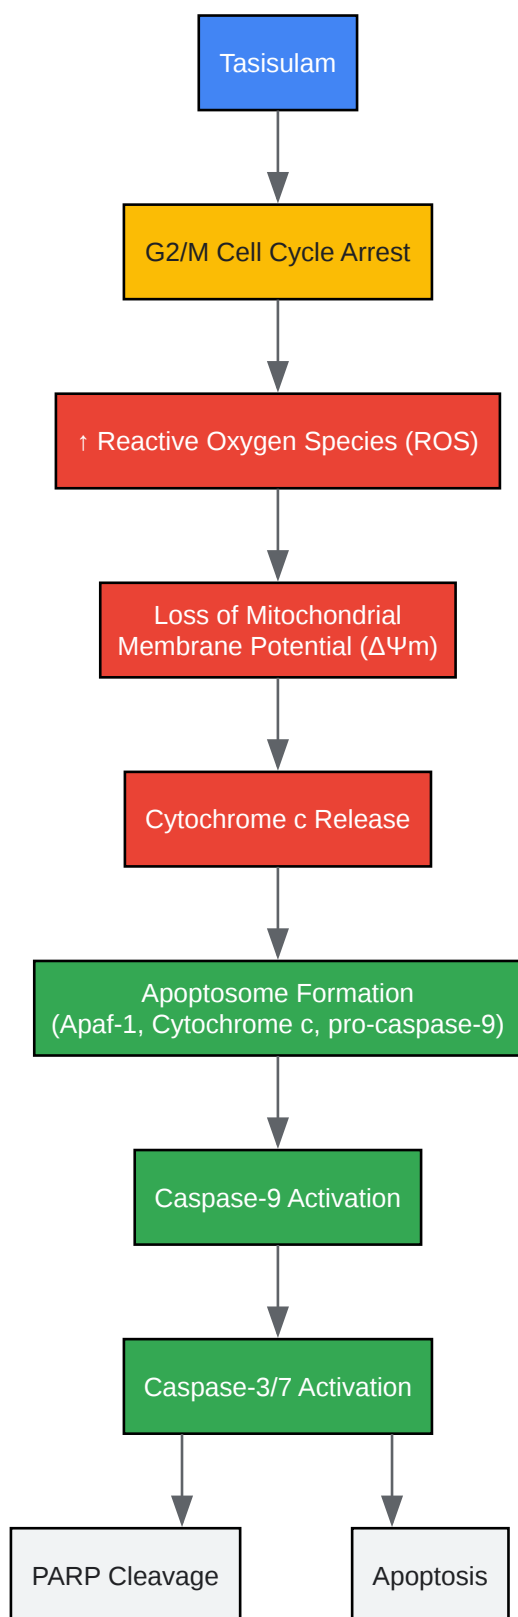 Tasisulam
G2/M Cell Cycle Arrest
↑ Reactive Oxygen Species (ROS)
Loss of Mitochondrial
Membrane Potential (ΔΨm)
Cytochrome c Release
Apoptosome Formation
(Apaf-1, Cytochrome c, pro-caspase-9)
Caspase-9 Activation
Caspase-3/7 Activation
PARP Cleavage
Apoptosis